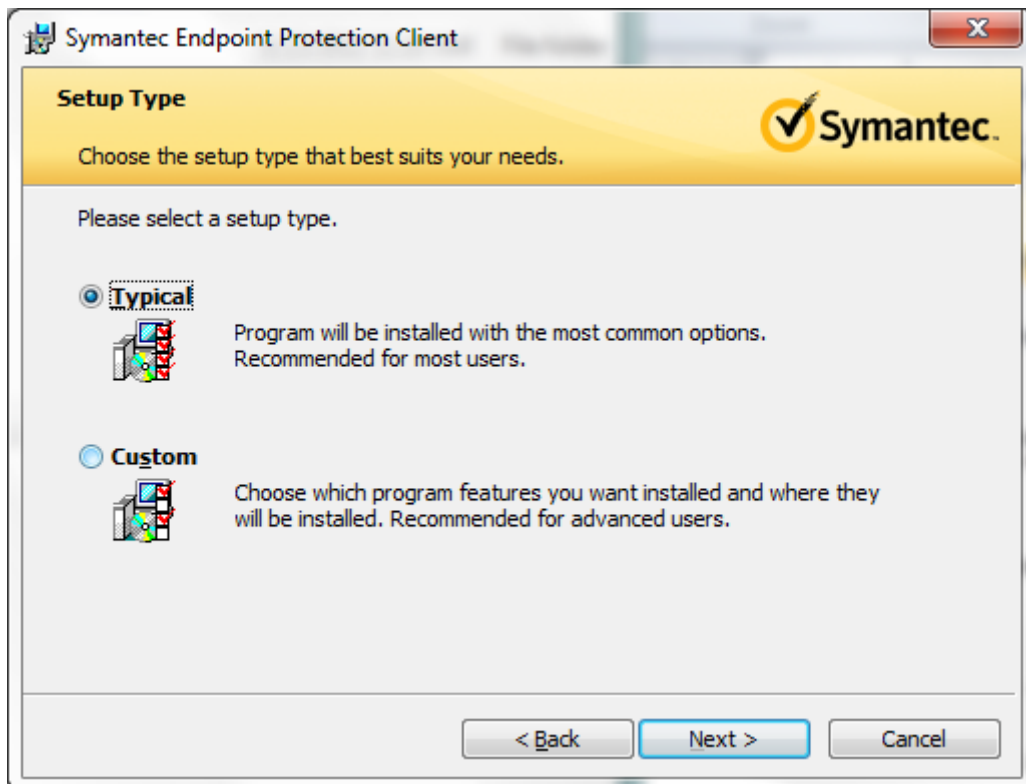 Symantec Endpoint Protection Client
Setup Type
Choose the setup type that best suits your needs.
Symantec.
Please select a setup type.
Typical
Program will be installed with the most common options.
Recommended for most users.
Custom
Choose which program features you want installed and where they
will be installed. Recommended for advanced users.
< Back
Next >
Cancel